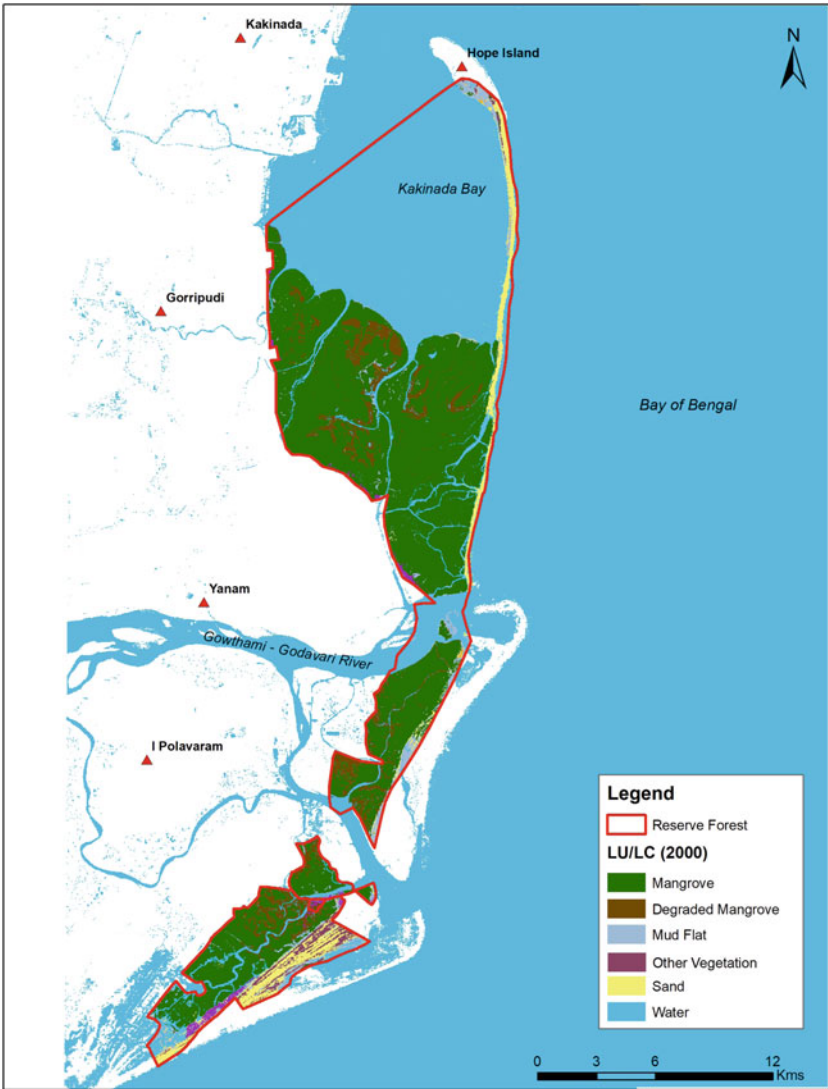 Kakinada
Hope Island
N
Kakinada Bay
Gorripudi
Bay of Bengal
Yanam
Gowthami - Godavari River
I Polavaram
Legend
Reserve Forest
LU/LC (2000)
Mangrove
Degraded Mangrove
Mud Flat
Other Vegetation
Sand
Water
0 3 6 12
Kms